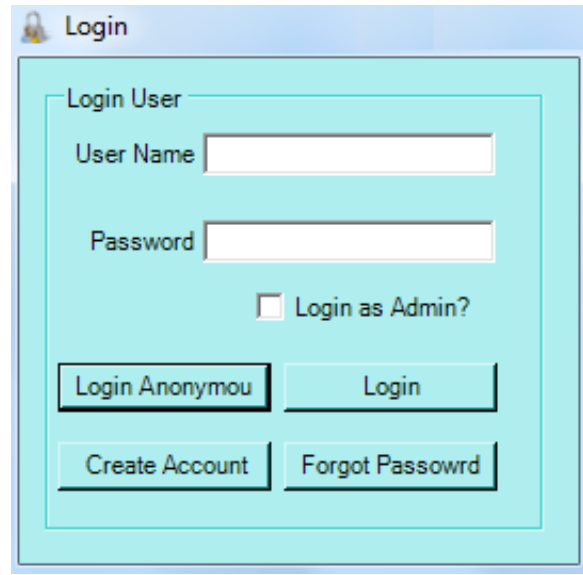 Login
Login User
User Name
Password
Login as Admin?
Login Anonymou
Login
Create Account
Forgot Passowrd